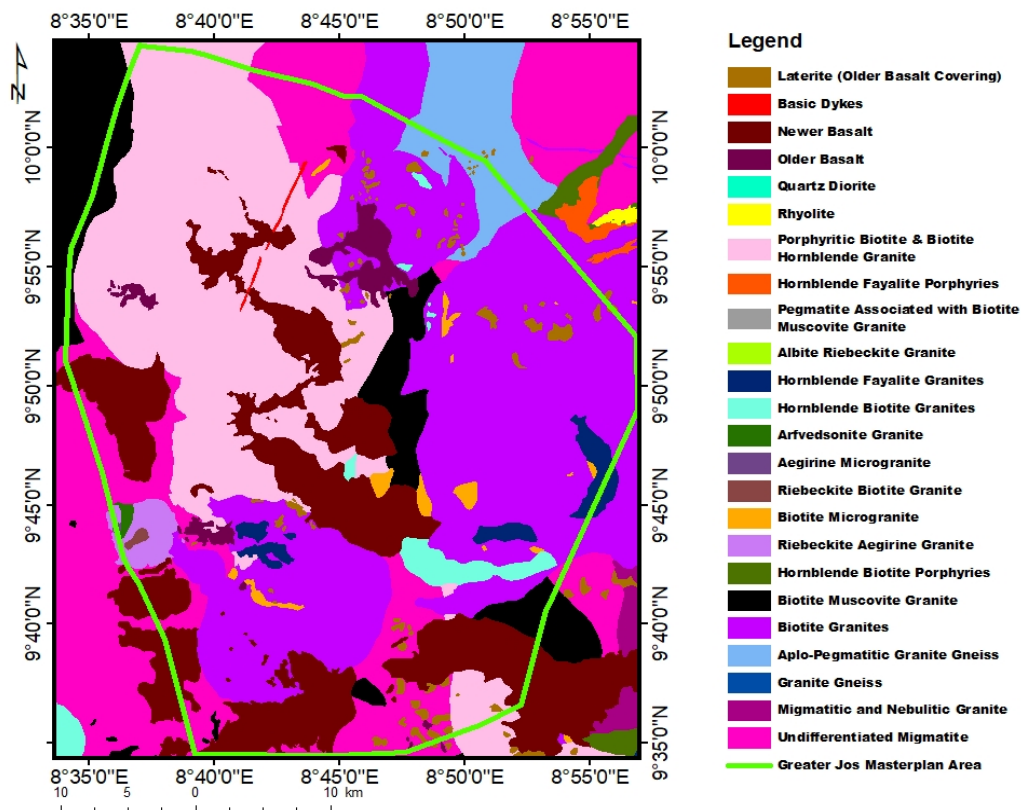 8°35'0"E 8°40'0"E 8°45'0"E 8°50'0"E 8°55'0"E
N
10°0'0"N
9°55'0"N
9°50'0"N
9°45'0"N
9°40'0"N
9°35'0"N
10°0'0"N
9°55'0"N
9°50'0"N
9°45'0"N
9°40'0"N
9°35'0"N
8°35'0"E 8°40'0"E 8°45'0"E 8°50'0"E 8°55'0"E
10 5 0 10 km
Legend
Laterite (Older Basalt Covering)
Basic Dykes
Newer Basalt
Older Basalt
Quartz Diorite
Rhyolite
Porphyritic Biotite & Biotite
Hornblende Granite
Hornblende Fayalite Porphyries
Pegmatite Associated with Biotite
Muscovite Granite
Albite Riebeckite Granite
Hornblende Fayalite Granites
Hornblende Biotite Granites
Arfvedsonite Granite
Aegirine Microgranite
Riebeckite Biotite Granite
Biotite Microgranite
Riebeckite Aegirine Granite
Hornblende Biotite Porphyries
Biotite Muscovite Granite
Biotite Granites
Aplo-Pegmatitic Granite Gneiss
Granite Gneiss
Migmatitic and Nebulitic Granite
Undifferentiated Migmatite
Greater Jos Masterplan Area